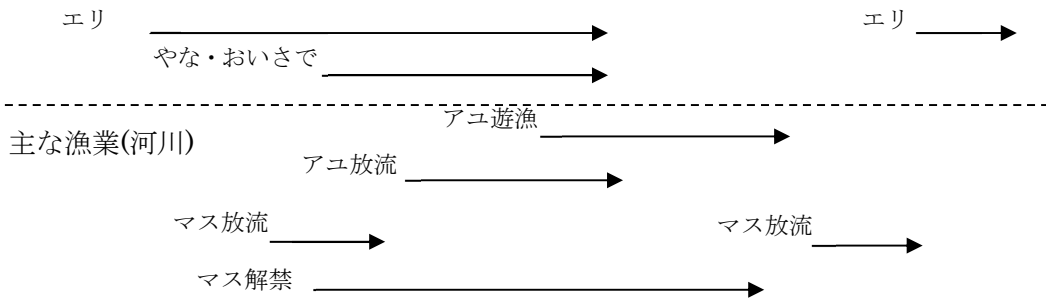 エリ エリ
やな・おいさで
アユ遊漁
主な漁業(河川)
アユ放流
マス放流 マス放流
マス解禁